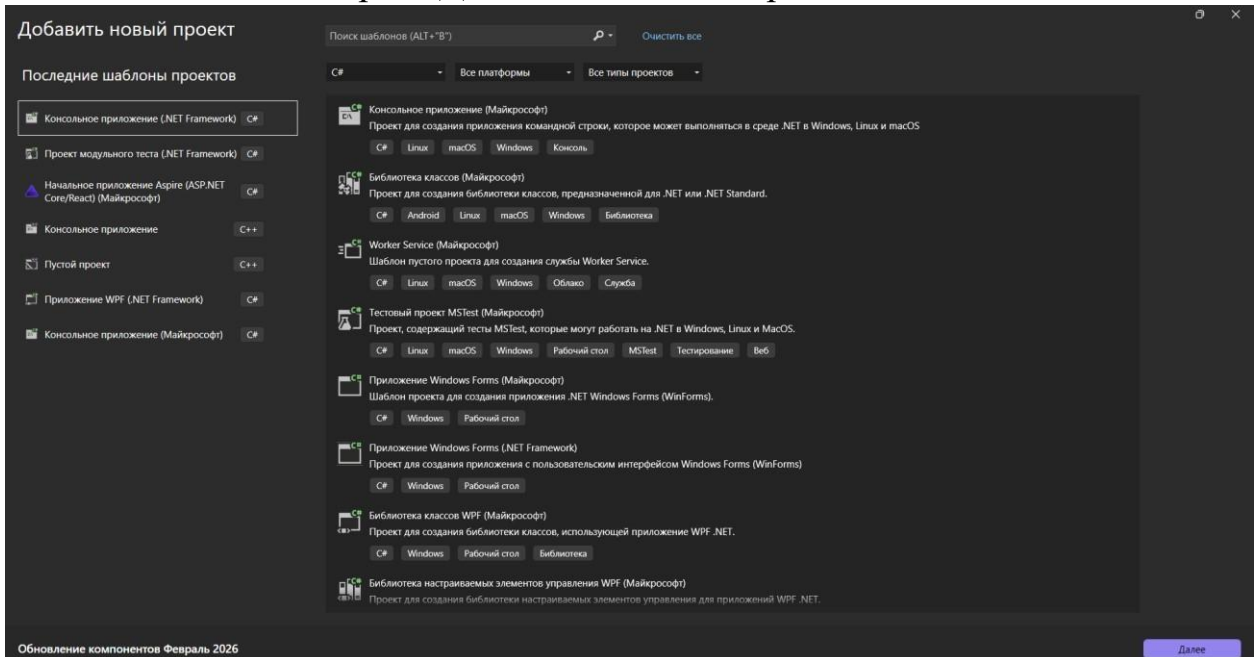 Добавить новый проект
Последние шаблоны проектов
Консольное приложение (.NET Framework) C#
Проект модульного теста (.NET Framework) C#
Начальное приложение Aspire (ASP.NET
Core/React) (Майкрософт) C#
Консольное приложение C++
Пустой проект C++
Приложение WPF (.NET Framework) C#
Консольное приложение (Майкрософт) C#
Поиск шаблонов (ALT+"В")
Очистить все
C# Все платформы Все типы проектов
Консольное приложение (Майкрософт)
Проект для создания приложения командной строки, которое может выполняться в среде .NET в Windows, Linux и macOS
C# Linux macOS Windows Консоль
Библиотека классов (Майкрософт)
Проект для создания библиотеки классов, предназначенной для .NET или .NET Standard.
C# Android Linux macOS Windows Библиотека
Worker Service (Майкрософт)
Шаблон пустого проекта для создания службы Worker Service.
C# Linux macOS Windows Облако Служба
Тестовый проект MSTest (Майкрософт)
Проект, содержащий тесты MSTest, которые могут работать на .NET в Windows, Linux и MacOS.
C# Linux macOS Windows Рабочий стол MSTest Тестирование Веб
Приложение Windows Forms (Майкрософт)
Шаблон проекта для создания приложения .NET Windows Forms (WinForms).
C# Windows Рабочий стол
Приложение Windows Forms (.NET Framework)
Проект для создания приложения с пользовательским интерфейсом Windows Forms (WinForms)
C# Windows Рабочий стол
Библиотека классов WPF (Майкрософт)
Проект для создания библиотеки классов, использующей приложение WPF .NET.
C# Windows Рабочий стол Библиотека
Библиотека настраиваемых элементов управления WPF (Майкрософт)
Проект для создания библиотеки настраиваемых элементов управления для приложений WPF .NET.
Обновление компонентов Февраль 2026
Далее